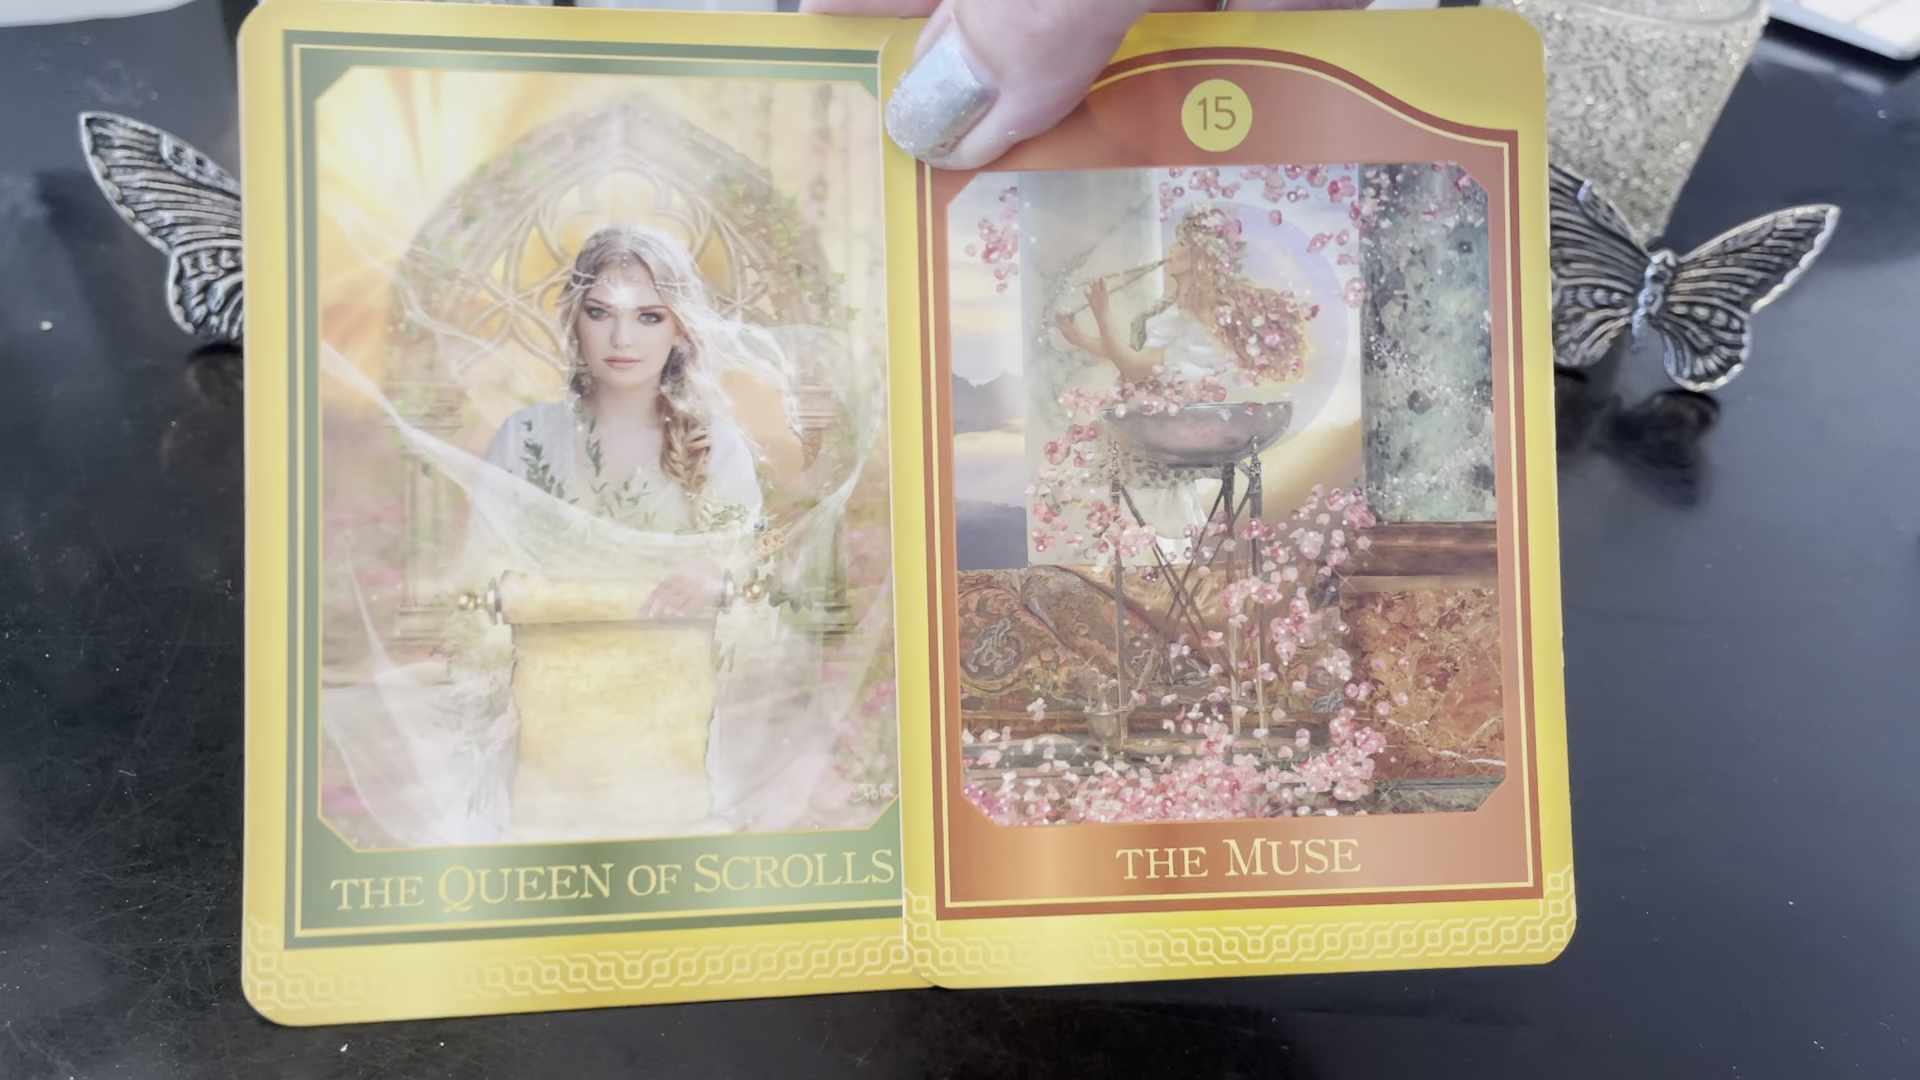 THE QUEEN OF SCROLLS
15
THE MUSE